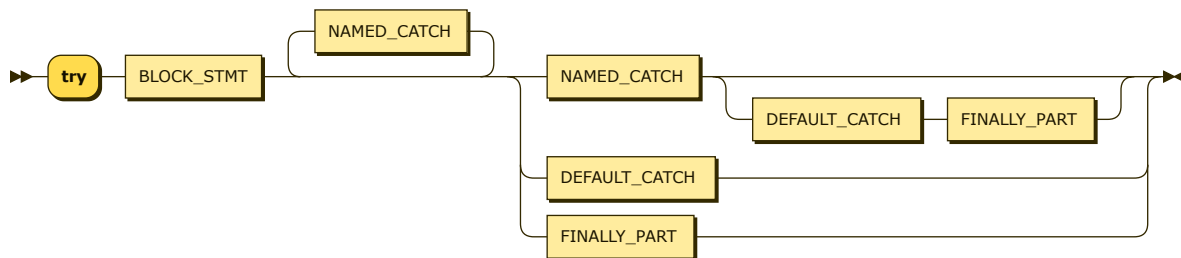 NAMED_CATCH
try BLOCK_STMT NAMED_CATCH
DEFAULT_CATCH FINALLY_PART
DEFAULT_CATCH
FINALLY_PART